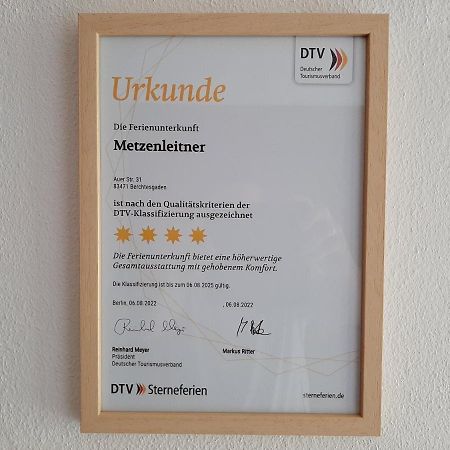 DTV
Deutscher
Tourismusverband
Urkunde
Die Ferienunterkunft
Metzenleitner
Auer Str. 31
83471 Berchtesgaden
ist nach den Qualitätskriterien der
DTV-Klassifizierung ausgezeichnet
Die Ferienunterkunft bietet eine höherwertige
Gesamtausstattung mit gehobenem Komfort.
Die Klassifizierung ist bis zum 06.08.2025 gültig.
Berlin, 06.08.2022
, 06.08.2022
Reinhard Meyer
Präsident
Deutscher Tourismusverband
Markus Ritter
DTV Sterneferien
sterneferien.de